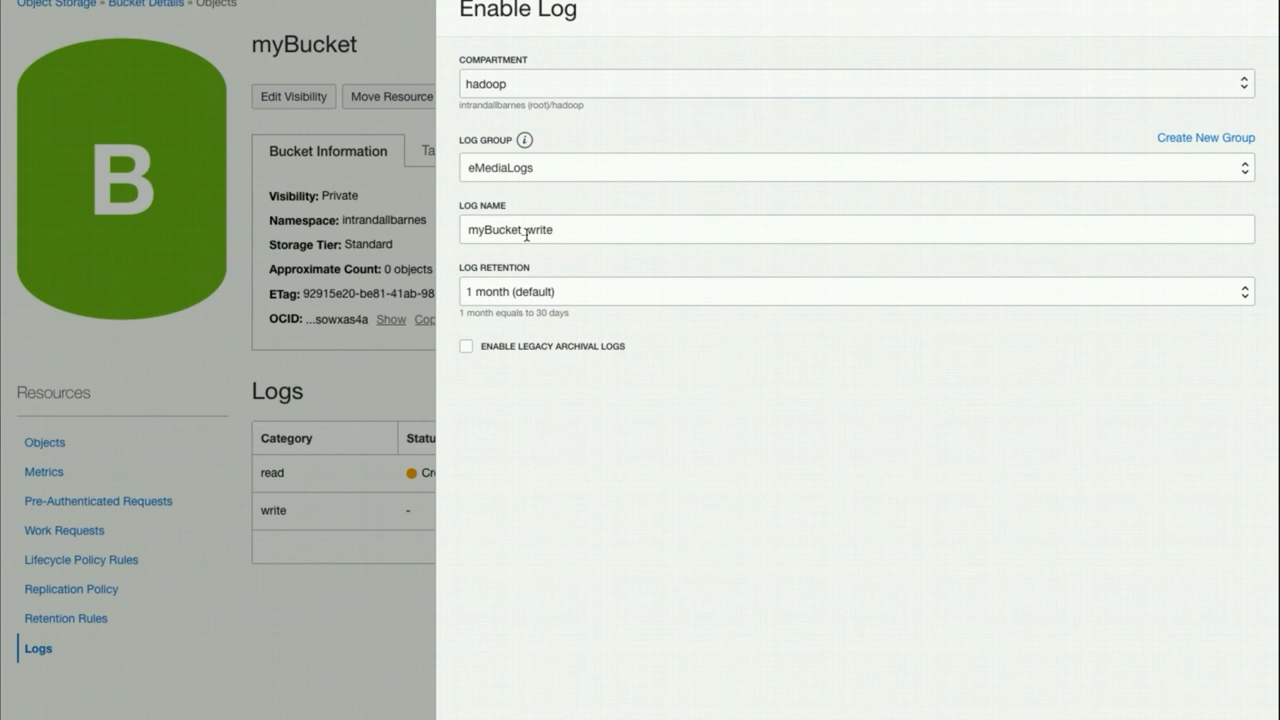 Object Storage » Bucket Details » Objects
B
myBucket
Edit Visibility
Move Resource
Bucket Information
Ta
Visibility: Private
Namespace: intrandallbarnes
Storage Tier: Standard
Approximate Count: 0 objects
ETag: 92915e20-be81-41ab-98
OCID: ...sowxas4a Show Cop
Resources
Objects
Metrics
Pre-Authenticated Requests
Work Requests
Lifecycle Policy Rules
Replication Policy
Retention Rules
Logs
Logs
Category Statu
read Cr
write -
Enable Log
COMPARTMENT
hadoop
intrandallbarnes (root)/hadoop
LOG GROUP i
Create New Group
eMediaLogs
LOG NAME
myBucket_write
LOG RETENTION
1 month (default)
1 month equals to 30 days
ENABLE LEGACY ARCHIVAL LOGS